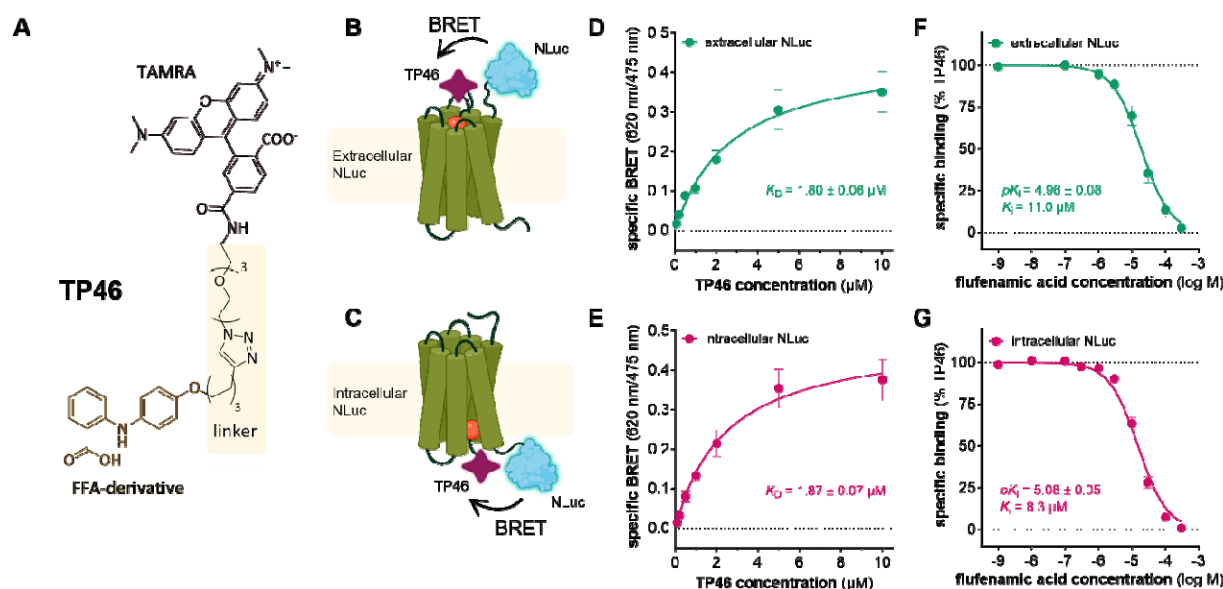 A
TAMRA
N⁺
O
N
COO⁻
O
NH
3
O
TP46
N
N
N
O
3
linker
N
H
O
OH
FFA-derivative
B
BRET
NLuc
TP46
Extracellular
NLuc
C
Intracellular
NLuc
TP46
NLuc
BRET
D
extracellular NLuc
specific BRET (620 nm/475 nm)
0.5
0.4
0.3
0.2
0.1
0.0
K_D = 1.80 ± 0.06 µM
0
2
4
6
8
10
TP46 concentration (µM)
E
ntracellular NLuc
specific BRET (620 nm/475 nm)
0.5
0.4
0.3
0.2
0.1
0.0
K_D = 1.87 ± 0.07 µM
0
2
4
6
8
10
TP46 concentration (µM)
F
extracellular NLuc
specific binding (% TP46)
100
75
50
25
0
pKi = 4.96 ± 0.08
Ki = 11.0 µM
-9
-8
-7
-6
-5
-4
-3
flufenamic acid concentration (log M)
G
intracellular NLuc
specific binding (% TP46)
100
75
50
25
0
pKi = 5.08 ± 0.05
Ki = 8.3 µM
-9
-8
-7
-6
-5
-4
-3
flufenamic acid concentration (log M)